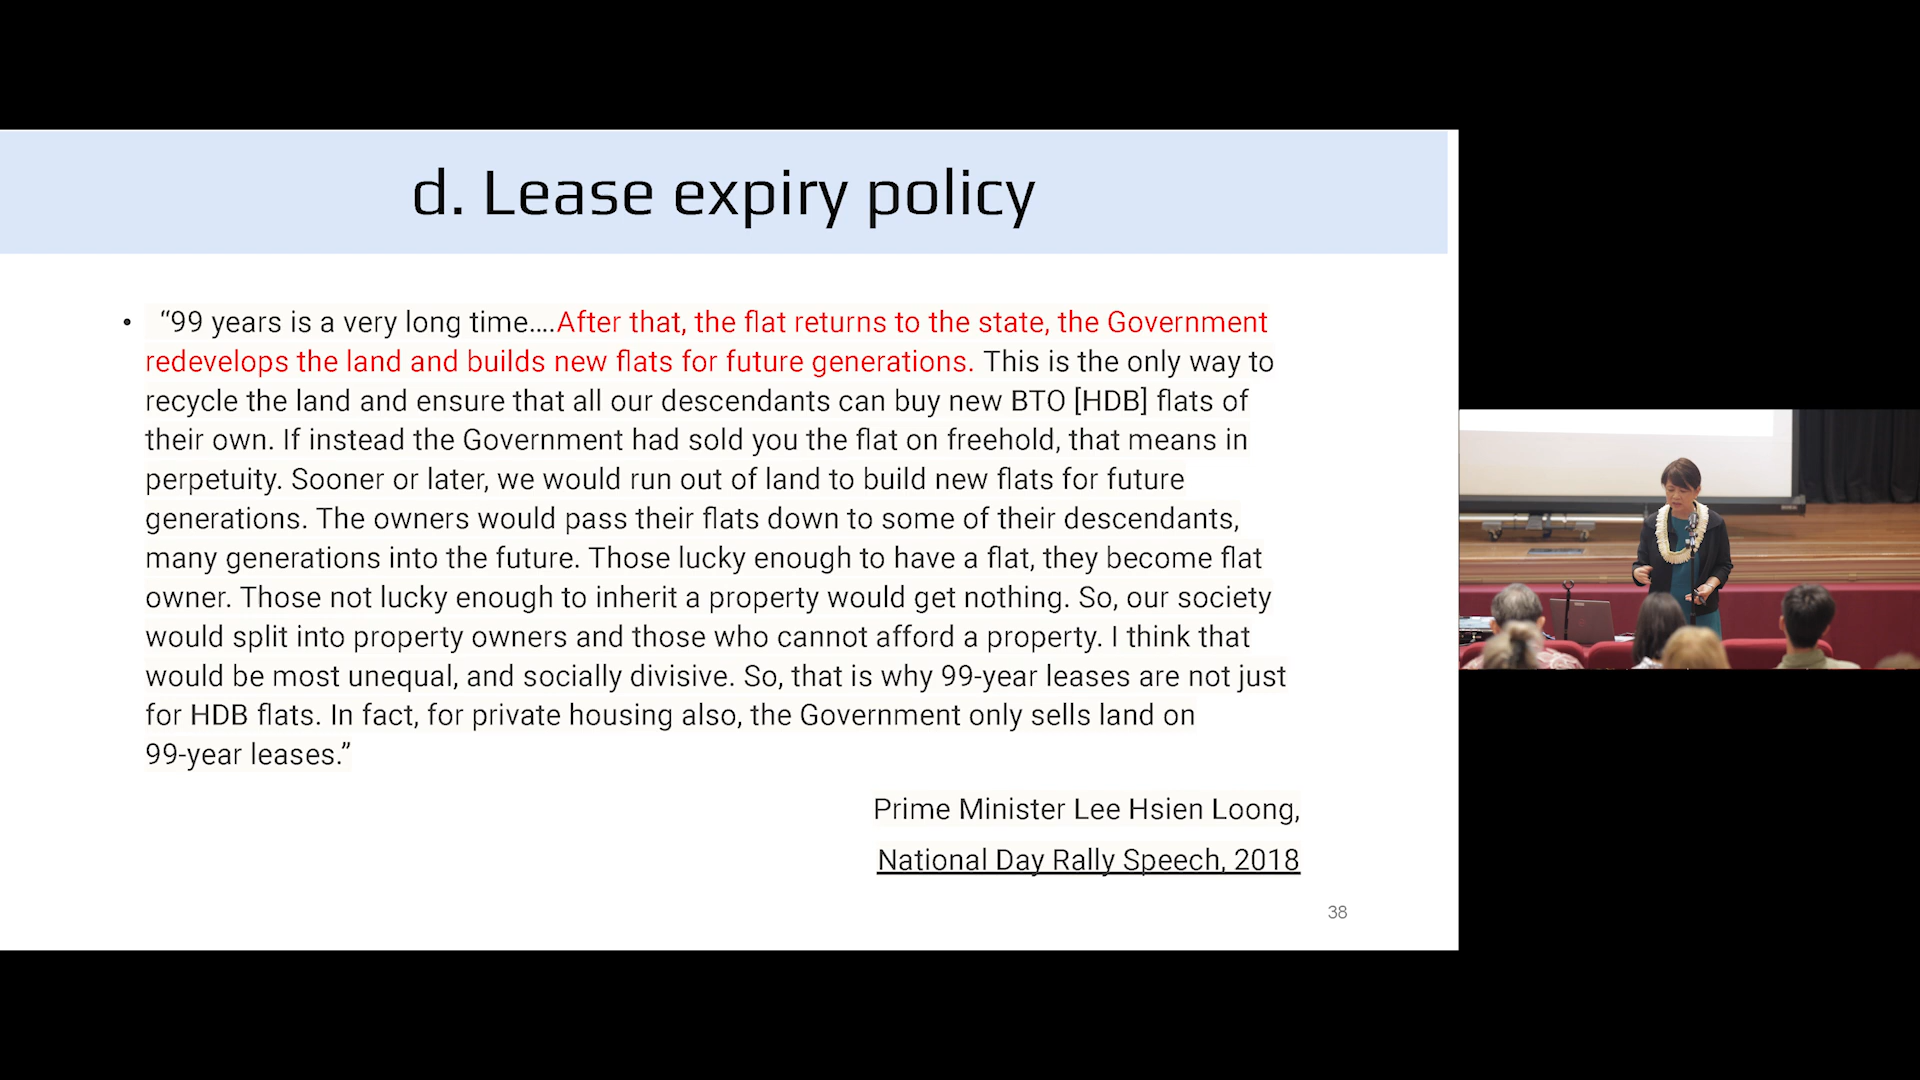 d. Lease expiry policy
• “99 years is a very long time....After that, the flat returns to the state, the Government
redevelops the land and builds new flats for future generations. This is the only way to
recycle the land and ensure that all our descendants can buy new BTO [HDB] flats of
their own. If instead the Government had sold you the flat on freehold, that means in
perpetuity. Sooner or later, we would run out of land to build new flats for future
generations. The owners would pass their flats down to some of their descendants,
many generations into the future. Those lucky enough to have a flat, they become flat
owner. Those not lucky enough to inherit a property would get nothing. So, our society
would split into property owners and those who cannot afford a property. I think that
would be most unequal, and socially divisive. So, that is why 99-year leases are not just
for HDB flats. In fact, for private housing also, the Government only sells land on
99-year leases.”
Prime Minister Lee Hsien Loong,
National Day Rally Speech, 2018
38